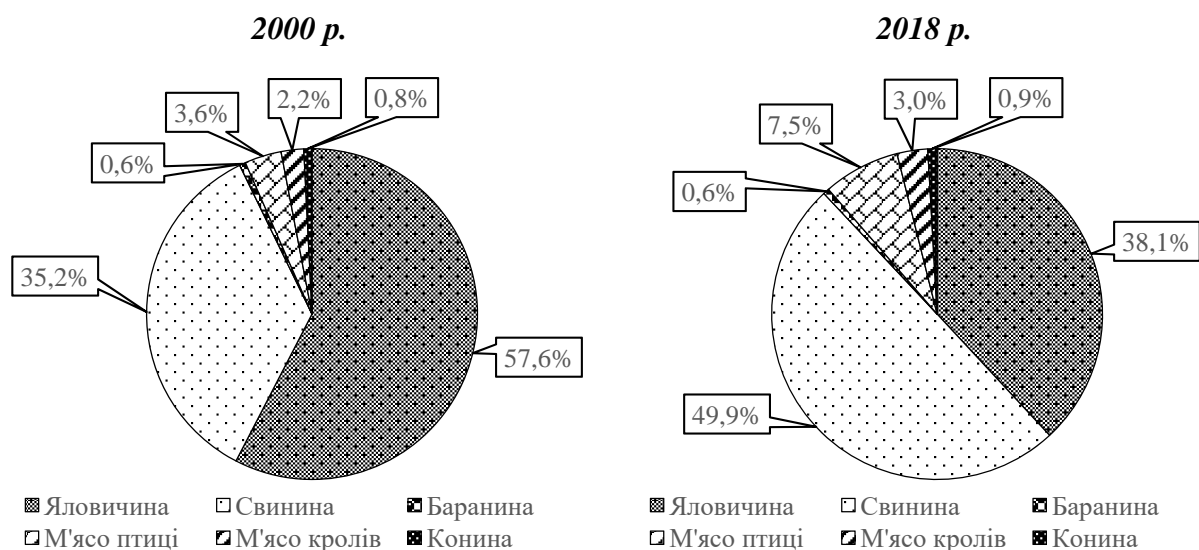 2000 р.
2018 р.
3,6%
2,2%
0,8%
0,6%
35,2%
57,6%
7,5%
3,0%
0,9%
0,6%
38,1%
49,9%
Яловичина Свинина Баранина
М'ясо птиці М'ясо кролів Конина
Яловичина Свинина Баранина
М'ясо птиці М'ясо кролів Конина